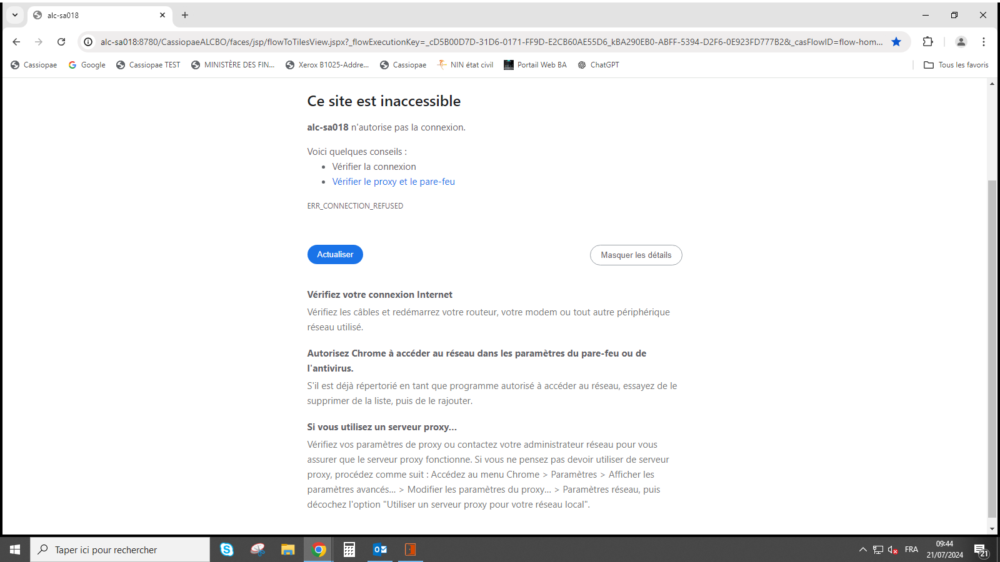 alc-sa018
alc-sa018:8780/CassiopaeALCBO/faces/jsp/flowToTilesView.jspx?_flowExecutionKey=_cD5B00D7D-31D6-0171-FF9D-E2CB60AE55D6_kBA290EB0-ABFF-5394-D2F6-0E923FD777B2&_casFlowID=flow-hom...
Cassiopae Google Cassiopae TEST MINISTÈRE DES FIN... Xerox B1025-Addre... Cassiopae NIN état civil Portail Web BA ChatGPT Tous les favoris
Ce site est inaccessible
alc-sa018 n'autorise pas la connexion.
Voici quelques conseils :
• Vérifier la connexion
• Vérifier le proxy et le pare-feu
ERR_CONNECTION_REFUSED
Actualiser Masquer les détails
Vérifiez votre connexion Internet
Vérifiez les câbles et redémarrez votre routeur, votre modem ou tout autre périphérique
réseau utilisé.
Autorisez Chrome à accéder au réseau dans les paramètres du pare-feu ou de
l'antivirus.
S'il est déjà répertorié en tant que programme autorisé à accéder au réseau, essayez de le
supprimer de la liste, puis de le rajouter.
Si vous utilisez un serveur proxy...
Vérifiez vos paramètres de proxy ou contactez votre administrateur réseau pour vous
assurer que le serveur proxy fonctionne. Si vous ne pensez pas devoir utiliser de serveur
proxy, procédez comme suit : Accédez au menu Chrome > Paramètres > Afficher les
paramètres avancés... > Modifier les paramètres du proxy... > Paramètres réseau, puis
décochez l'option "Utiliser un serveur proxy pour votre réseau local".
Taper ici pour rechercher
FRA
09:44
21/07/2024
21